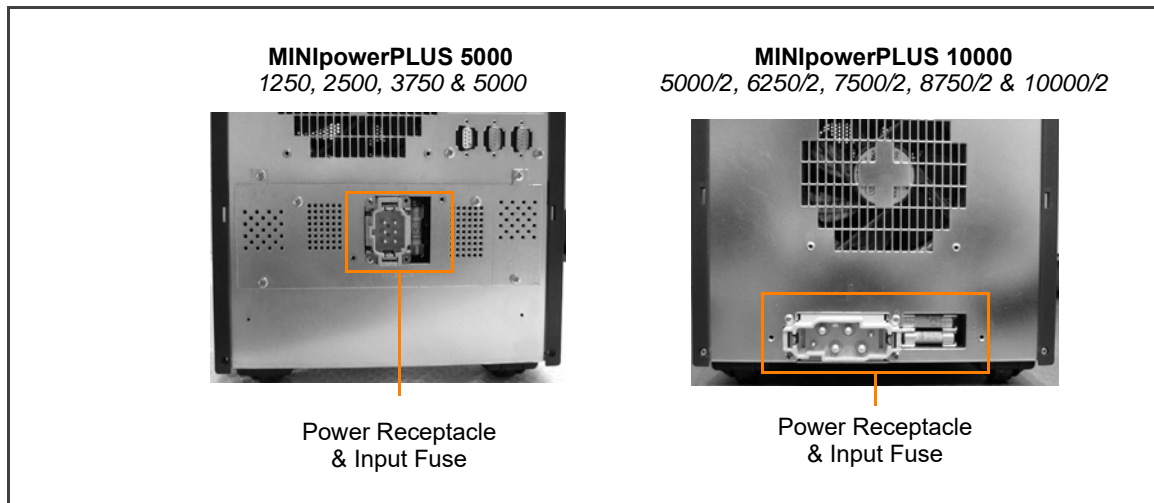 MINIpowerPLUS 5000
1250, 2500, 3750 & 5000
MINIpowerPLUS 10000
5000/2, 6250/2, 7500/2, 8750/2 & 10000/2
Power Receptacle
& Input Fuse
Power Receptacle
& Input Fuse